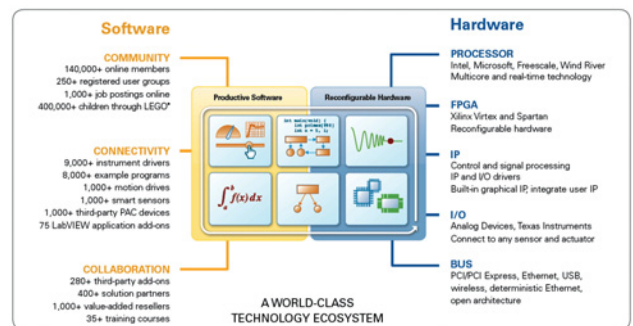 Software
COMMUNITY
140,000+ online members
250+ registered user groups
1,000+ job postings online
400,000+ children through LEGO®
CONNECTIVITY
9,000+ instrument drivers
8,000+ example programs
1,000+ motion drives
1,000+ smart sensors
1,000+ third-party PAC devices
75 LabVIEW application add-ons
COLLABORATION
280+ third-party add-ons
400+ solution partners
1,000+ value-added resellers
35+ training courses
Productive Software
Reconfigurable Hardware
∫ₐᵇ f(x)dx
A WORLD-CLASS
TECHNOLOGY ECOSYSTEM
Hardware
PROCESSOR
Intel, Microsoft, Freescale, Wind River
Multicore and real-time technology
FPGA
Xilinx Virtex and Spartan
Reconfigurable hardware
IP
Control and signal processing
IP and I/O drivers
Built-in graphical IP, integrate user IP
I/O
Analog Devices, Texas Instruments
Connect to any sensor and actuator
BUS
PCI/PCI Express, Ethernet, USB,
wireless, deterministic Ethernet,
open architecture